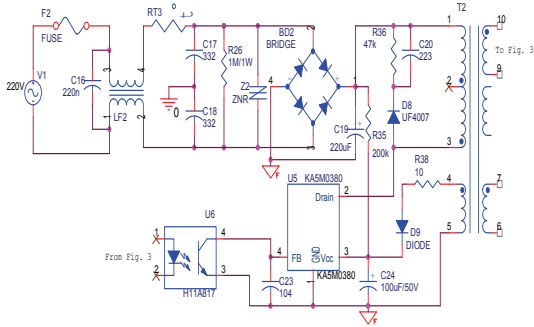 F2
FUSE
RT3
0
C17
332
R26
1M/1W
BD2
BRIDGE
R36
47k
C20
223
T2
1
10
To Fig. 3
9
V1
220V
C16
220n
3
4
LF2
1
2
0
C18
332
Z2
ZNR
4
1
2
-
+
3
2
D8
UF4007
C19
220uF
R35
200k
3
F
U5
KA5M0380
Drain
2
R38
10
4
7
D9
DIODE
5
6
U6
1
4
From Fig. 3
2
3
H11A817
4
FB
GND
Vcc
3
1
KA5M0380
C23
104
C24
100uF/50V
F